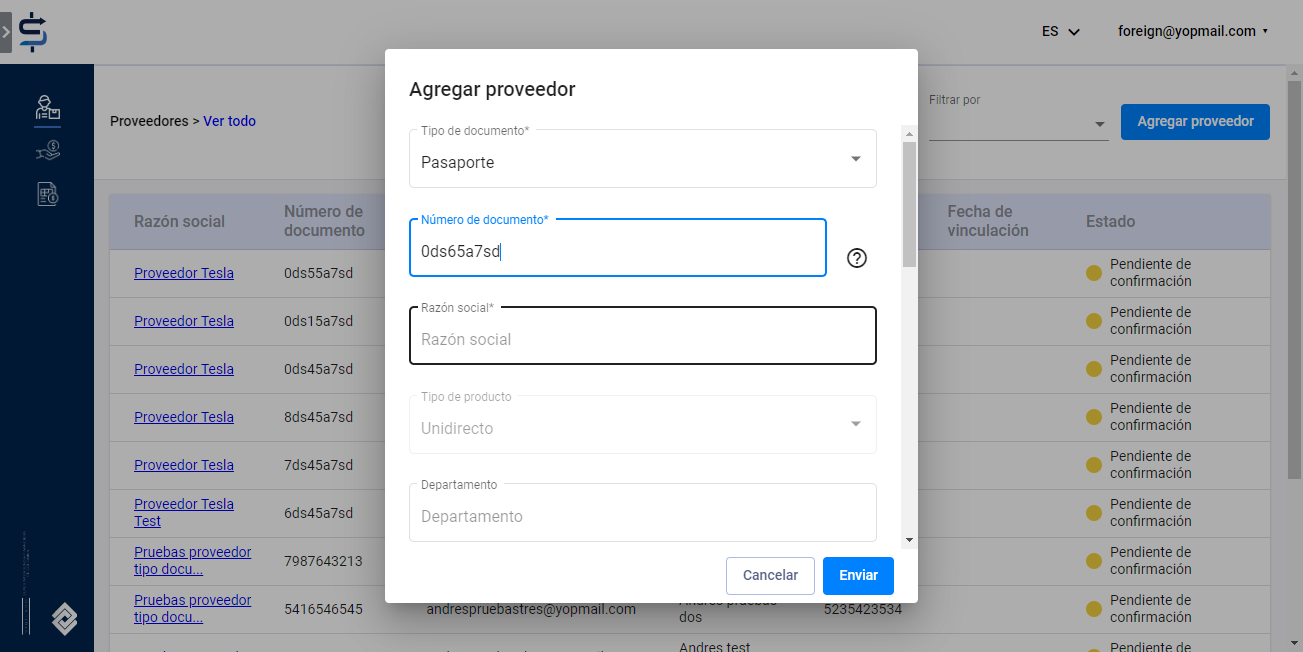 ES
foreign@yopmail.com
Proveedores > Ver todo
Filtrar por
Agregar proveedor
Razón social
Número de
documento
Fecha de
vinculación
Estado
Proveedor Tesla
0ds55a7sd
Pendiente de
confirmación
Proveedor Tesla
0ds15a7sd
Pendiente de
confirmación
Proveedor Tesla
0ds45a7sd
Pendiente de
confirmación
Proveedor Tesla
8ds45a7sd
Pendiente de
confirmación
Proveedor Tesla
7ds45a7sd
Pendiente de
confirmación
Proveedor Tesla
Test
6ds45a7sd
Pendiente de
confirmación
Pruebas proveedor
tipo docu...
7987643213
Pendiente de
confirmación
Pruebas proveedor
tipo docu...
5416546545
andrespruebastres@yopmail.com
Andres pruebas
dos
5235423534
Pendiente de
confirmación
Andres test
Pendiente de
Agregar proveedor
Tipo de documento*
Pasaporte
Número de documento*
0ds65a7sd
Razón social*
Razón social
Tipo de producto
Unidirecto
Departamento
Departamento
Cancelar
Enviar